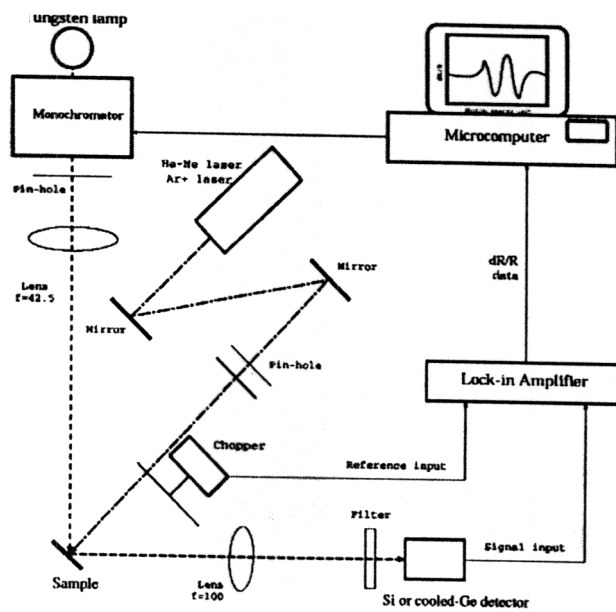 ungsten lamp
Monochromator
Microcomputer
He-Ne laser
Ar+ laser
Pin-hole
Lens
f=42.5
Mirror
Mirror
dR/R
data
Pin-hole
Lock-in Amplifier
Chopper
Reference input
Filter
Signal input
Sample
Lens
f=100
Si or cooled-Ge detector